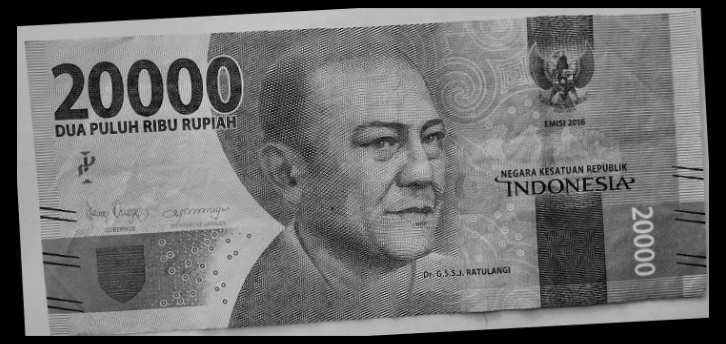 20000
DUA PULUH RIBU RUPIAH
EMISI 2016
NEGARA KESATUAN REPUBLIK
INDONESIA
GUBERNUR
MENTERI KEUANGAN
20000
Dr. G.S.S.J. RATULANGI